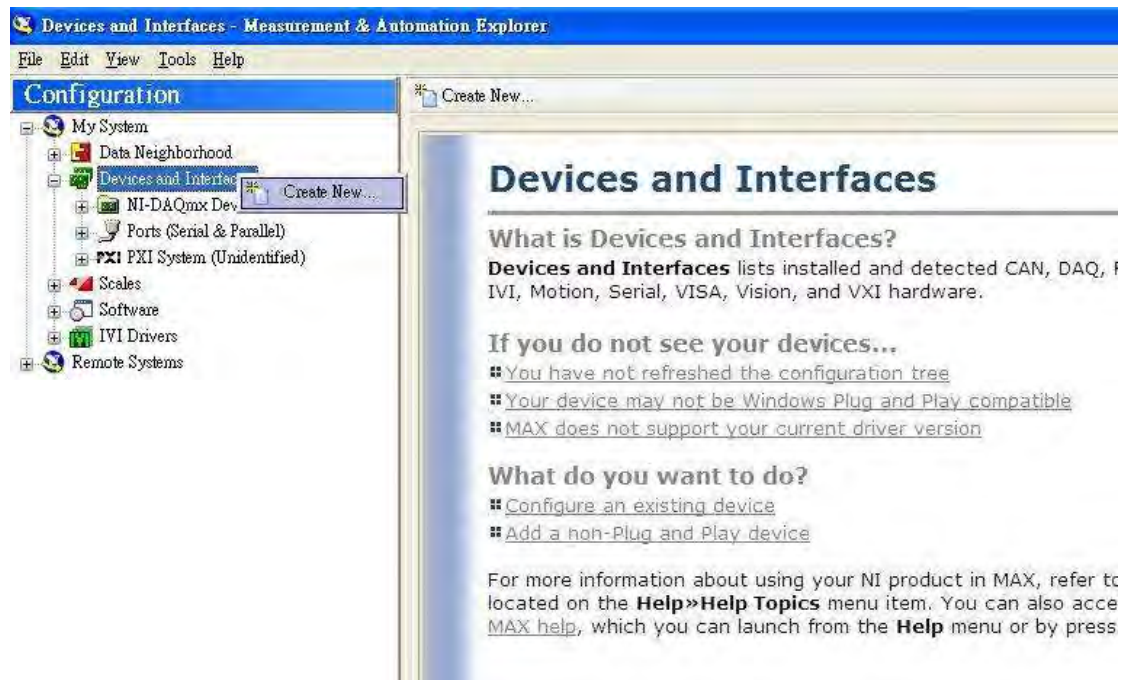 Devices and Interfaces - Measurement & Automation Explorer
File Edit View Tools Help
Configuration
My System
Data Neighborhood
Devices and Interfac
Create New...
NI-DAQmx Dev
Ports (Serial & Parallel)
PXI PXI System (Unidentified)
Scales
Software
IVI Drivers
Remote Systems
Create New...
Devices and Interfaces
What is Devices and Interfaces?
Devices and Interfaces lists installed and detected CAN, DAQ,
IVI, Motion, Serial, VISA, Vision, and VXI hardware.
If you do not see your devices...
You have not refreshed the configuration tree
Your device may not be Windows Plug and Play compatible
MAX does not support your current driver version
What do you want to do?
Configure an existing device
Add a non-Plug and Play device
For more information about using your NI product in MAX, refer to
located on the Help»Help Topics menu item. You can also acce
MAX help, which you can launch from the Help menu or by press